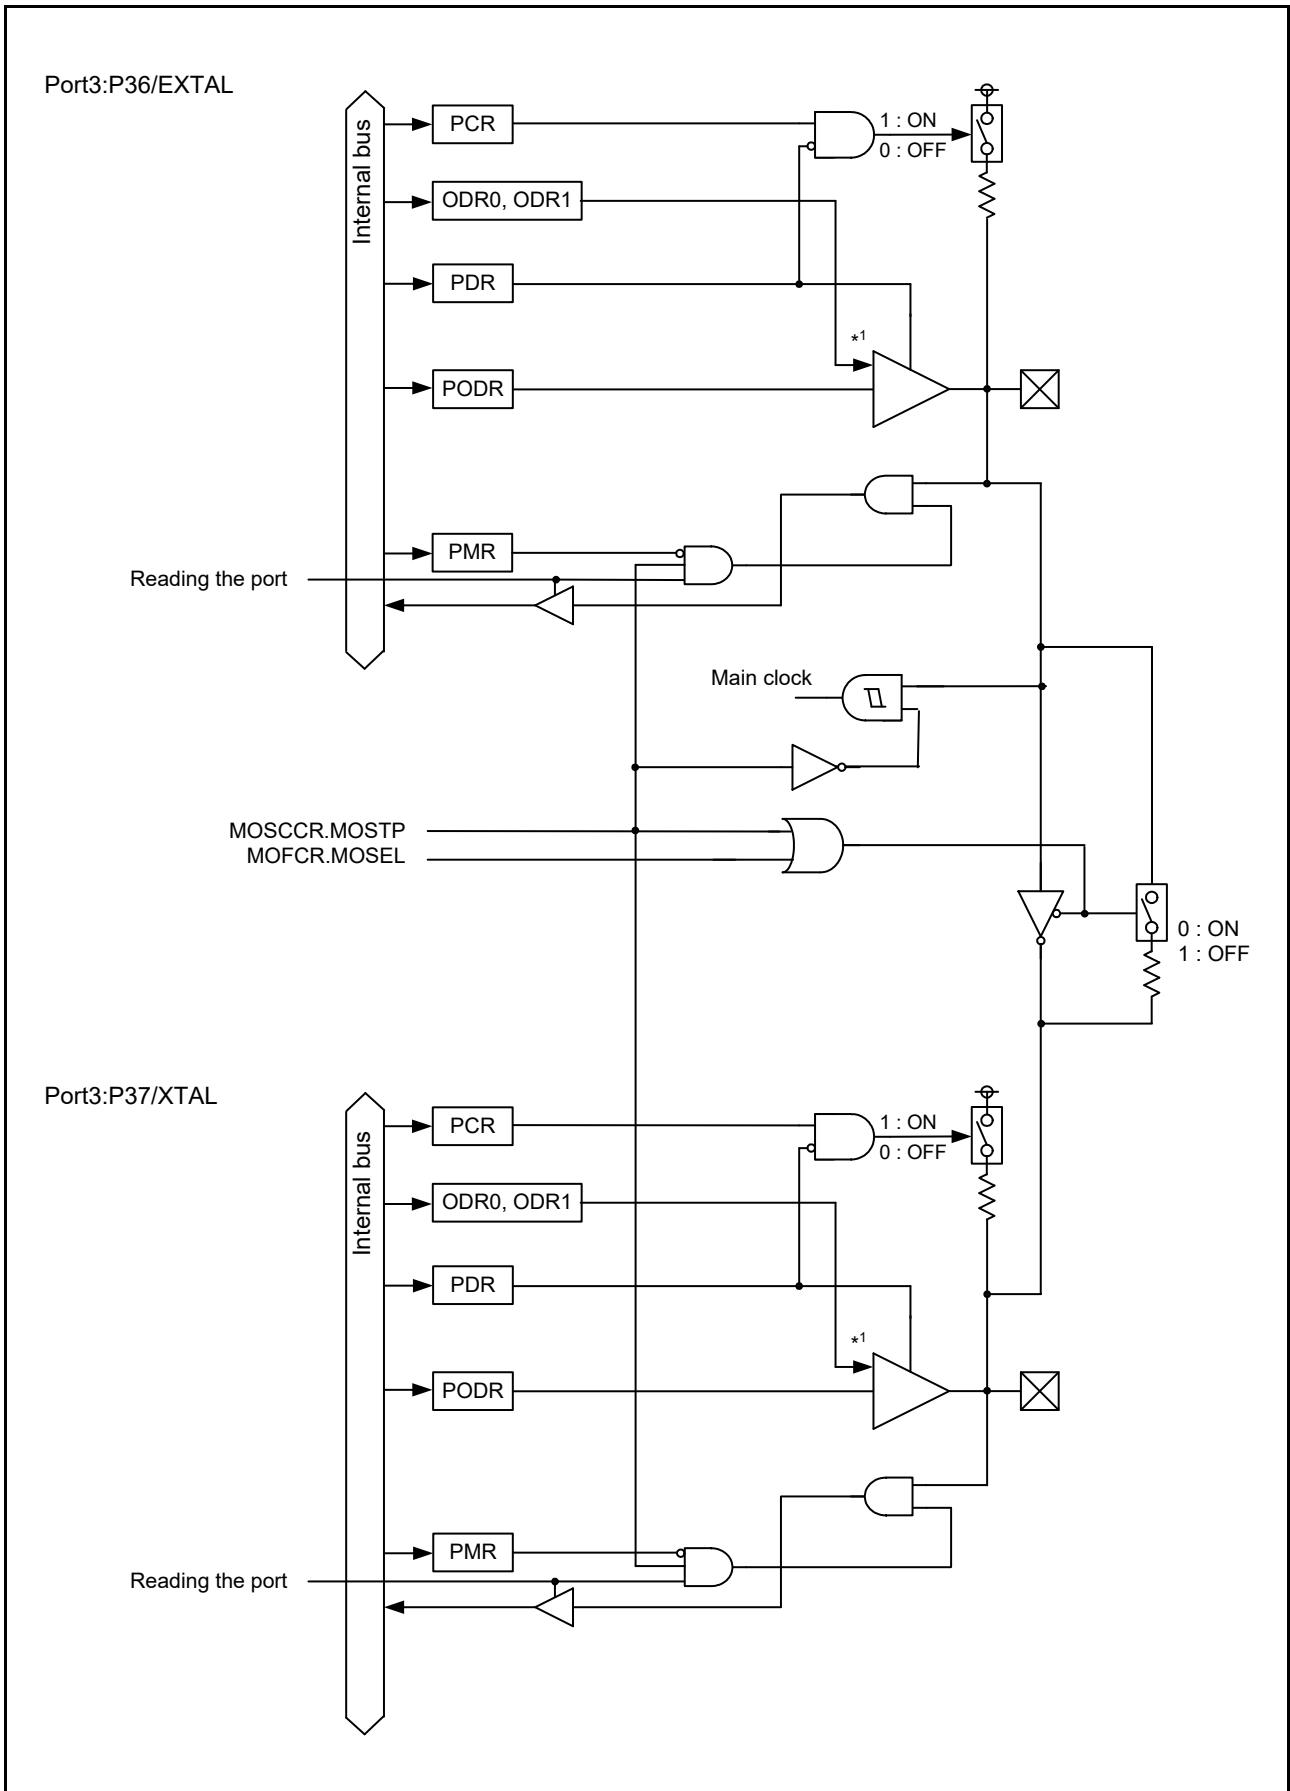 Port3:P36/EXTAL
Internal bus
PCR
1 : ON
0 : OFF
ODR0, ODR1
PDR
*1
PODR
PMR
Reading the port
Main clock
MOSCCR.MOSTP
MOFCR.MOSEL
0 : ON
1 : OFF
Port3:P37/XTAL
Internal bus
PCR
1 : ON
0 : OFF
ODR0, ODR1
PDR
*1
PODR
PMR
Reading the port